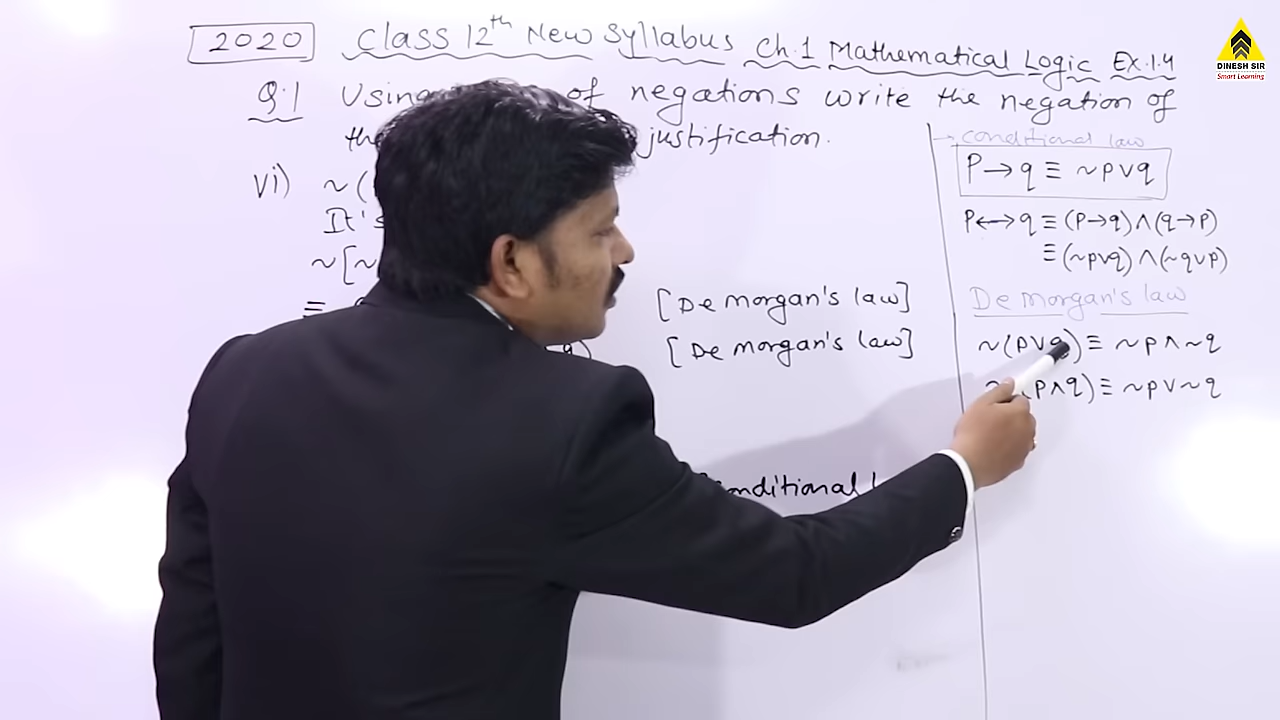 2020 Class 12th New Syllabus Ch.1 Mathematical Logic Ex.1.4
Q.1 Using of negations write the negation of
justification.
vi) ~(
It's
~[~
≡
[De morgan's law]
[De morgan's law]
conditional law
P→q ≡ ~p∨q
P←→q ≡ (P→q)∧(q→P)
≡ (~p∨q)∧(~q∨p)
De morgan's law
~(p∨q) ≡ ~p∧~q
(p∧q) ≡ ~p∨~q
DINESH SIR
Smart Learning